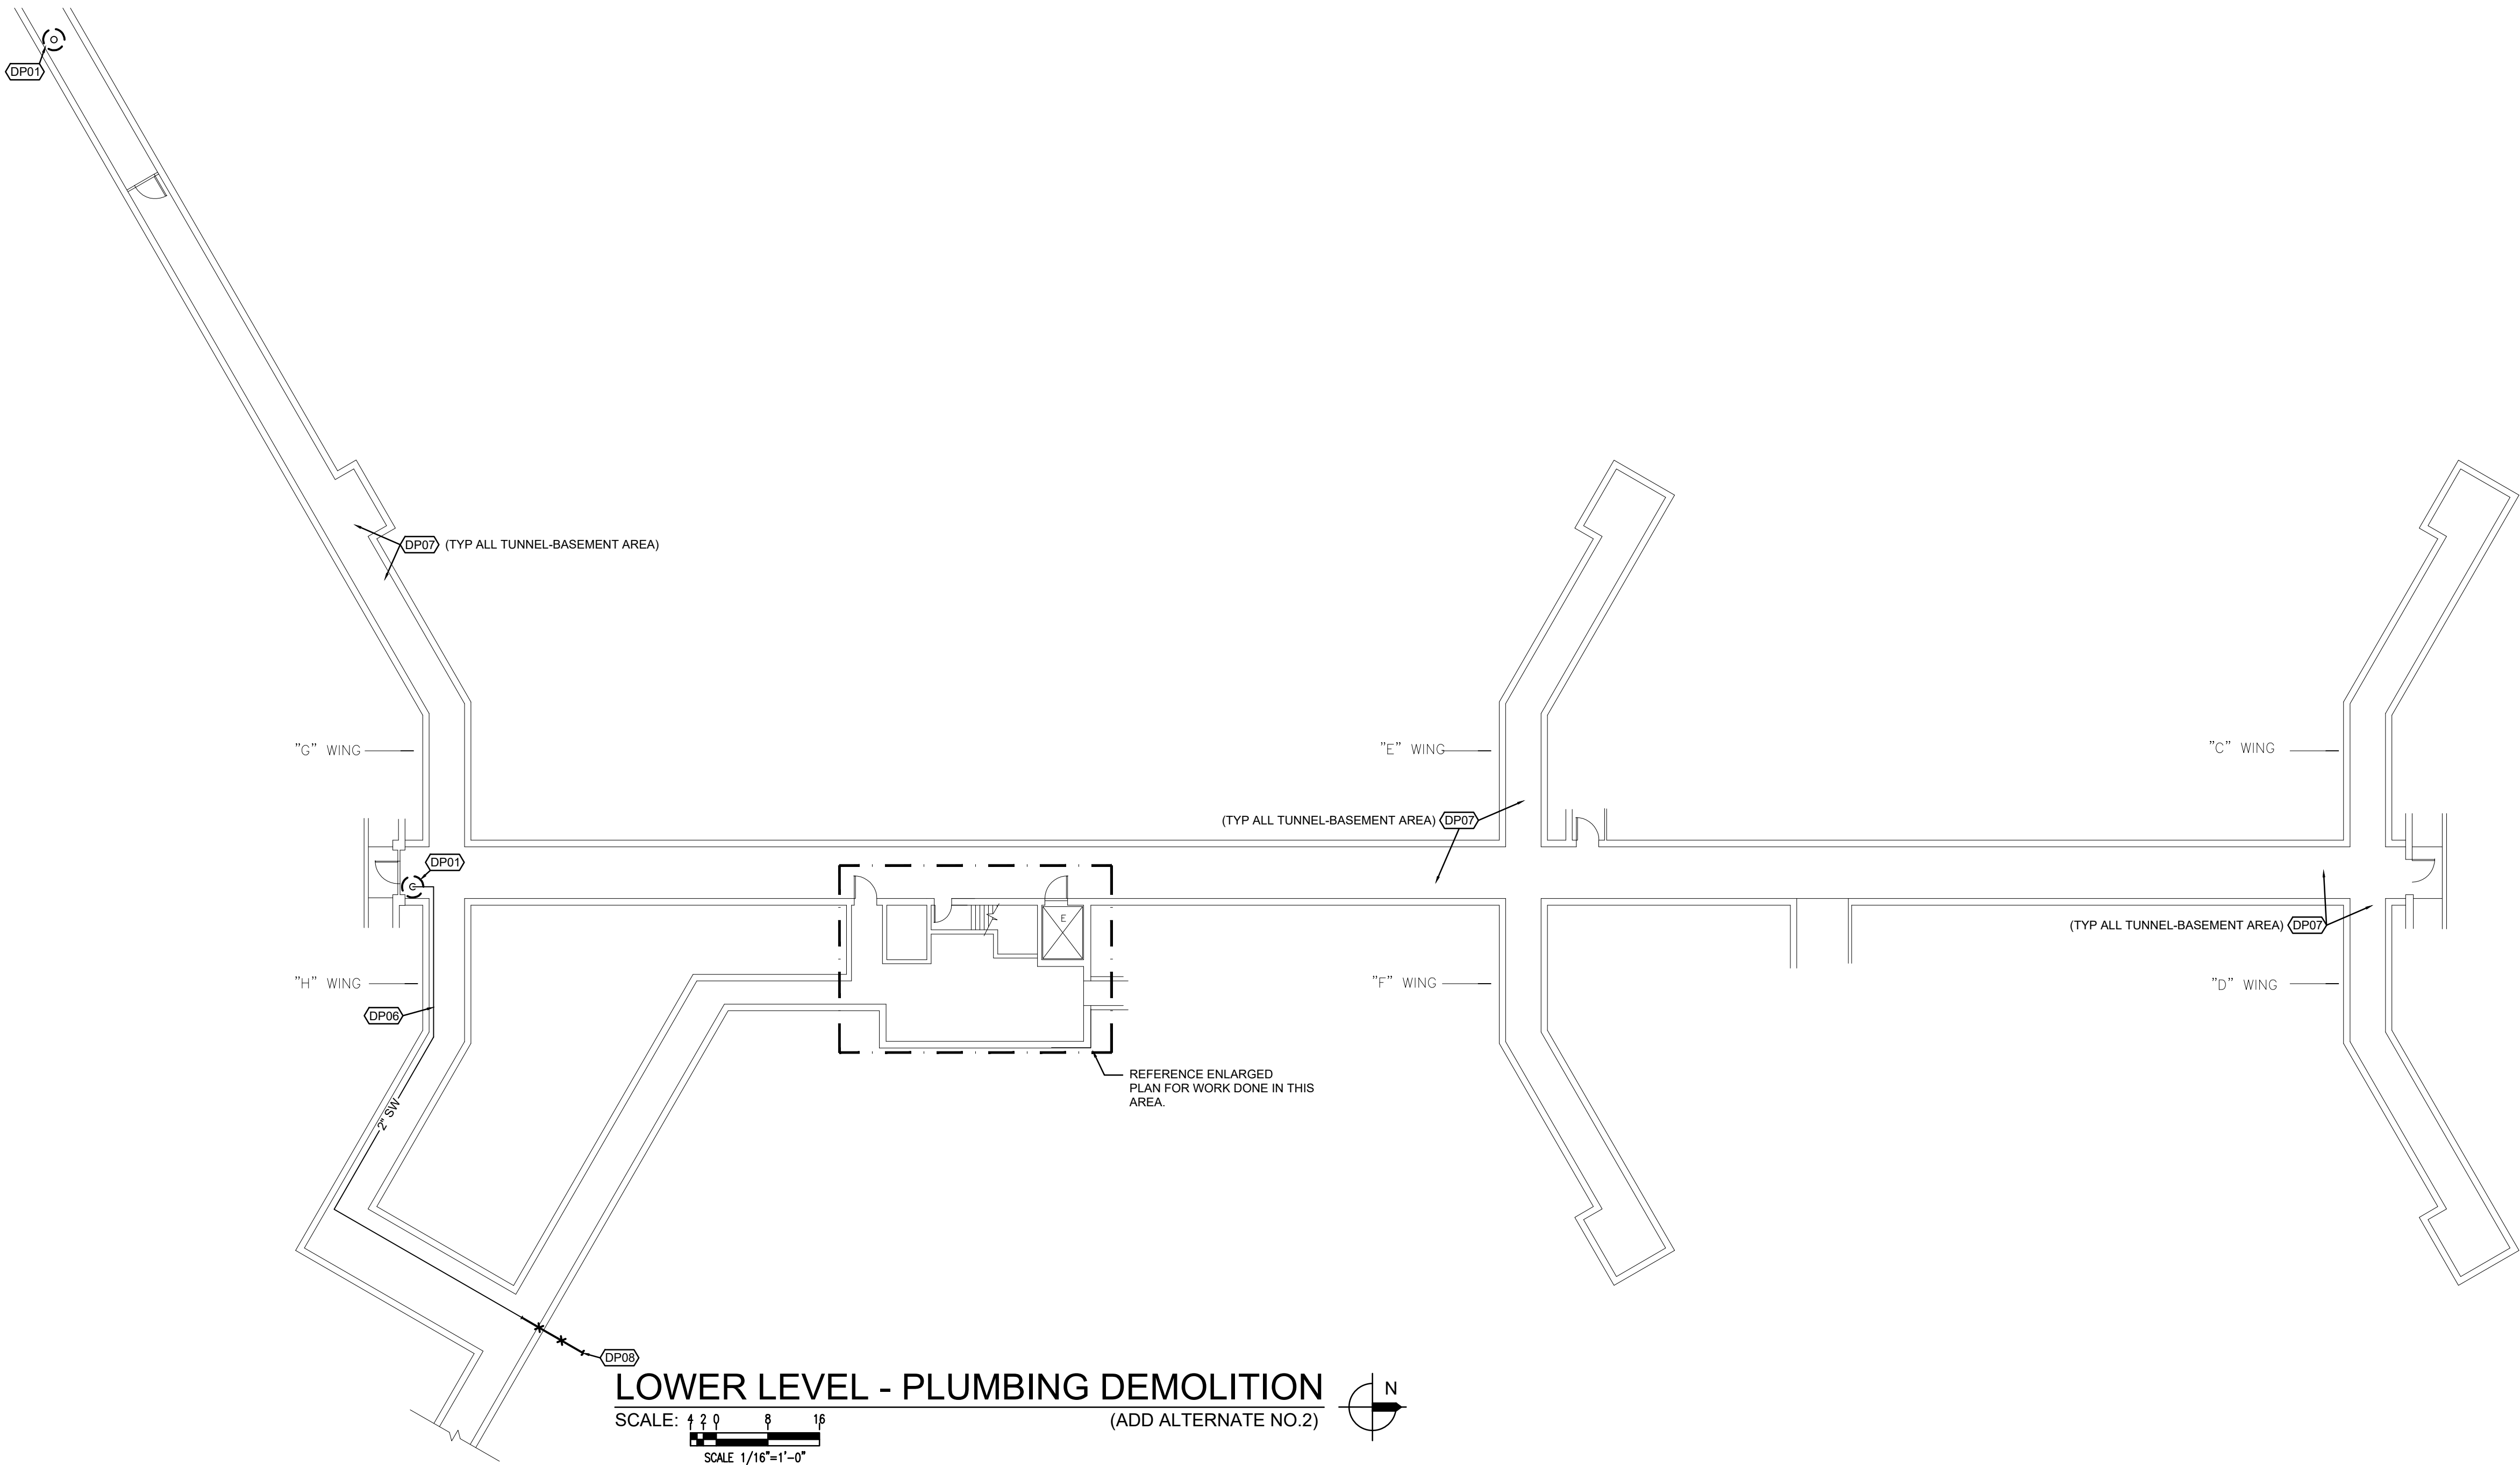 DP01
DP07 (TYP ALL TUNNEL-BASEMENT AREA)
"G" WING
"E" WING
"C" WING
(TYP ALL TUNNEL-BASEMENT AREA) DP07
DP01
E
(TYP ALL TUNNEL-BASEMENT AREA) DP07
"H" WING
"F" WING
"D" WING
DP06
REFERENCE ENLARGED
PLAN FOR WORK DONE IN THIS
AREA.
2" SW
DP08
LOWER LEVEL - PLUMBING DEMOLITION
N
SCALE: 4 2 0 8 16
(ADD ALTERNATE NO.2)
SCALE 1/16"=1'-0"